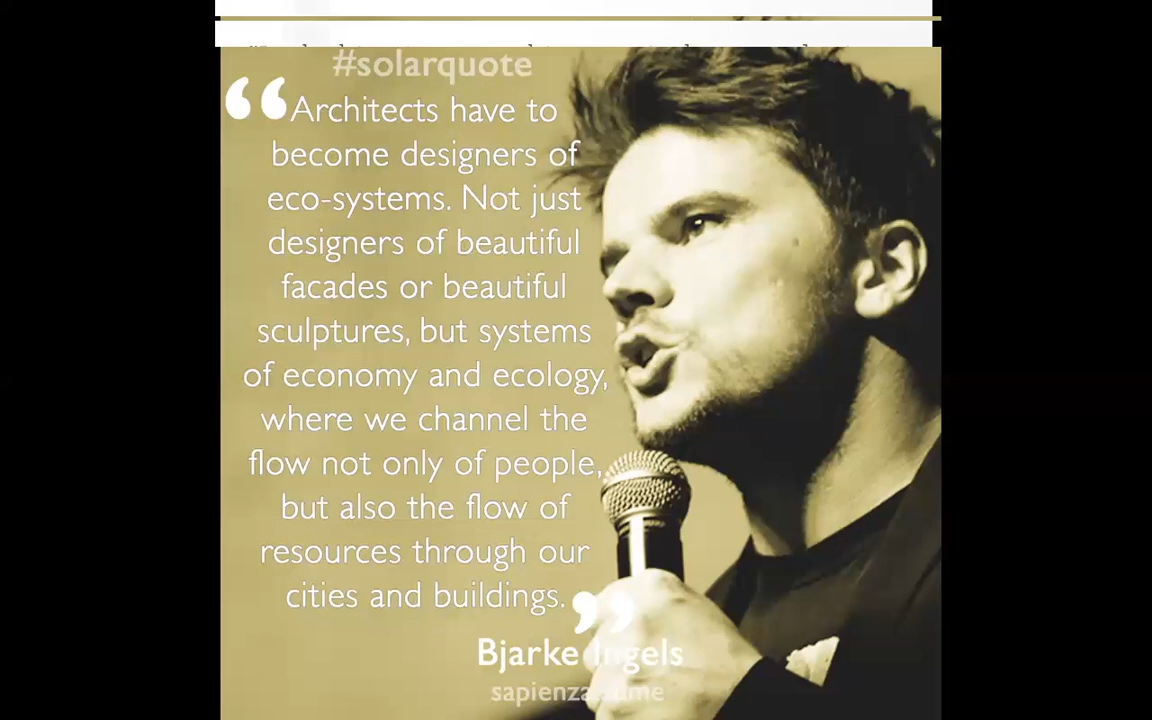 #solarquote
“Architects have to
become designers of
eco-systems. Not just
designers of beautiful
facades or beautiful
sculptures, but systems
of economy and ecology,
where we channel the
flow not only of people,
but also the flow of
resources through our
cities and buildings.”
Bjarke Ingels